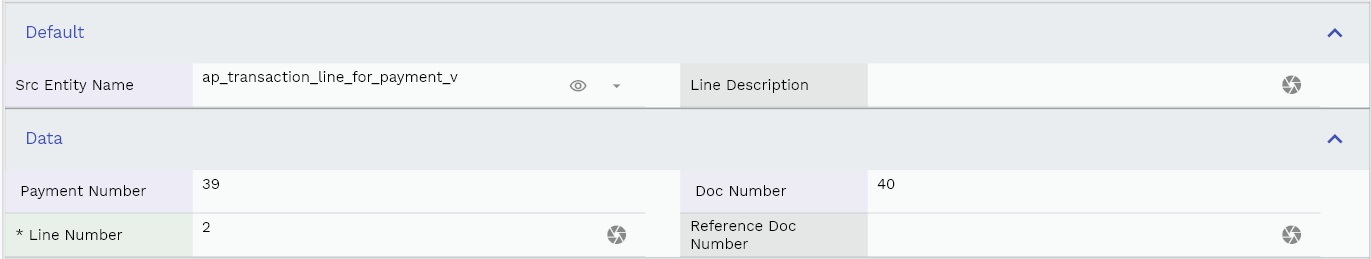 Default
Src Entity Name
ap_transaction_line_for_payment_v
Line Description
Data
Payment Number
39
Doc Number
40
* Line Number
2
Reference Doc
Number